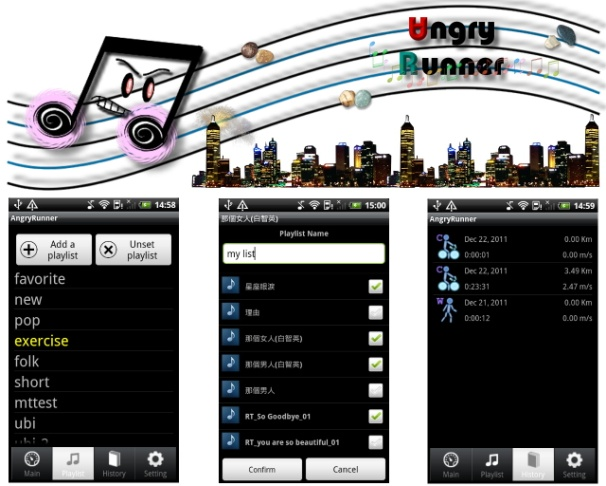 Angry
Runner
14:58
AngryRunner
Add a
playlist
Unset
playlist
favorite
new
pop
exercise
folk
short
mttest
ubi
ubi 2
Main
Playlist
History
Setting
15:00
那個女人(白智英)
Playlist Name
my list
星座眼淚
理由
那個女人(白智英)
那個男人(白智英)
那個男人
RT_So Goodbye_01
RT_you are so beautiful_01
Confirm
Cancel
14:59
AngryRunner
C
Dec 22, 2011
0.00 Km
0:00:01
0.00 m/s
C
Dec 22, 2011
3.49 Km
0:23:31
2.47 m/s
W
Dec 21, 2011
0.00 Km
0:00:12
0.00 m/s
Main
Playlist
History
Setting